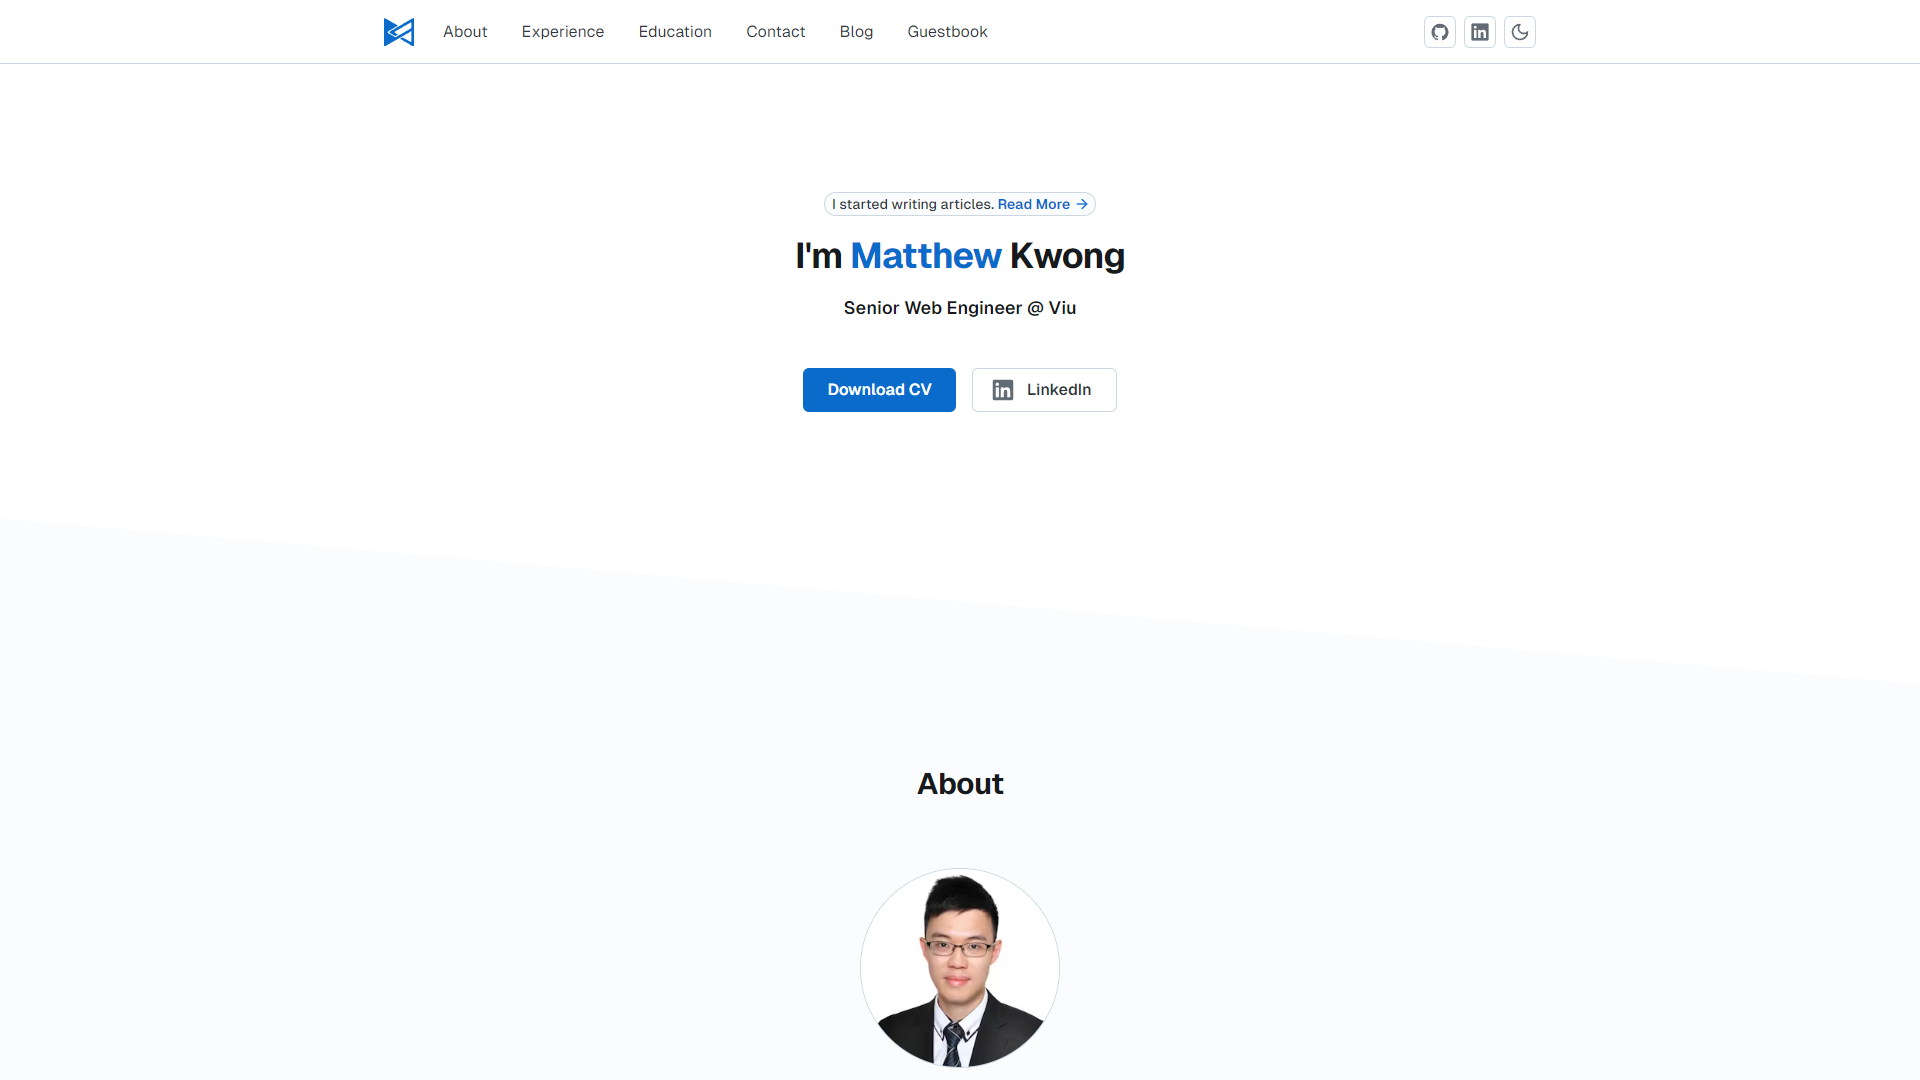 About
Experience
Education
Contact
Blog
Guestbook
I started writing articles. Read More →
I'm Matthew Kwong
Senior Web Engineer @ Viu
Download CV
LinkedIn
About